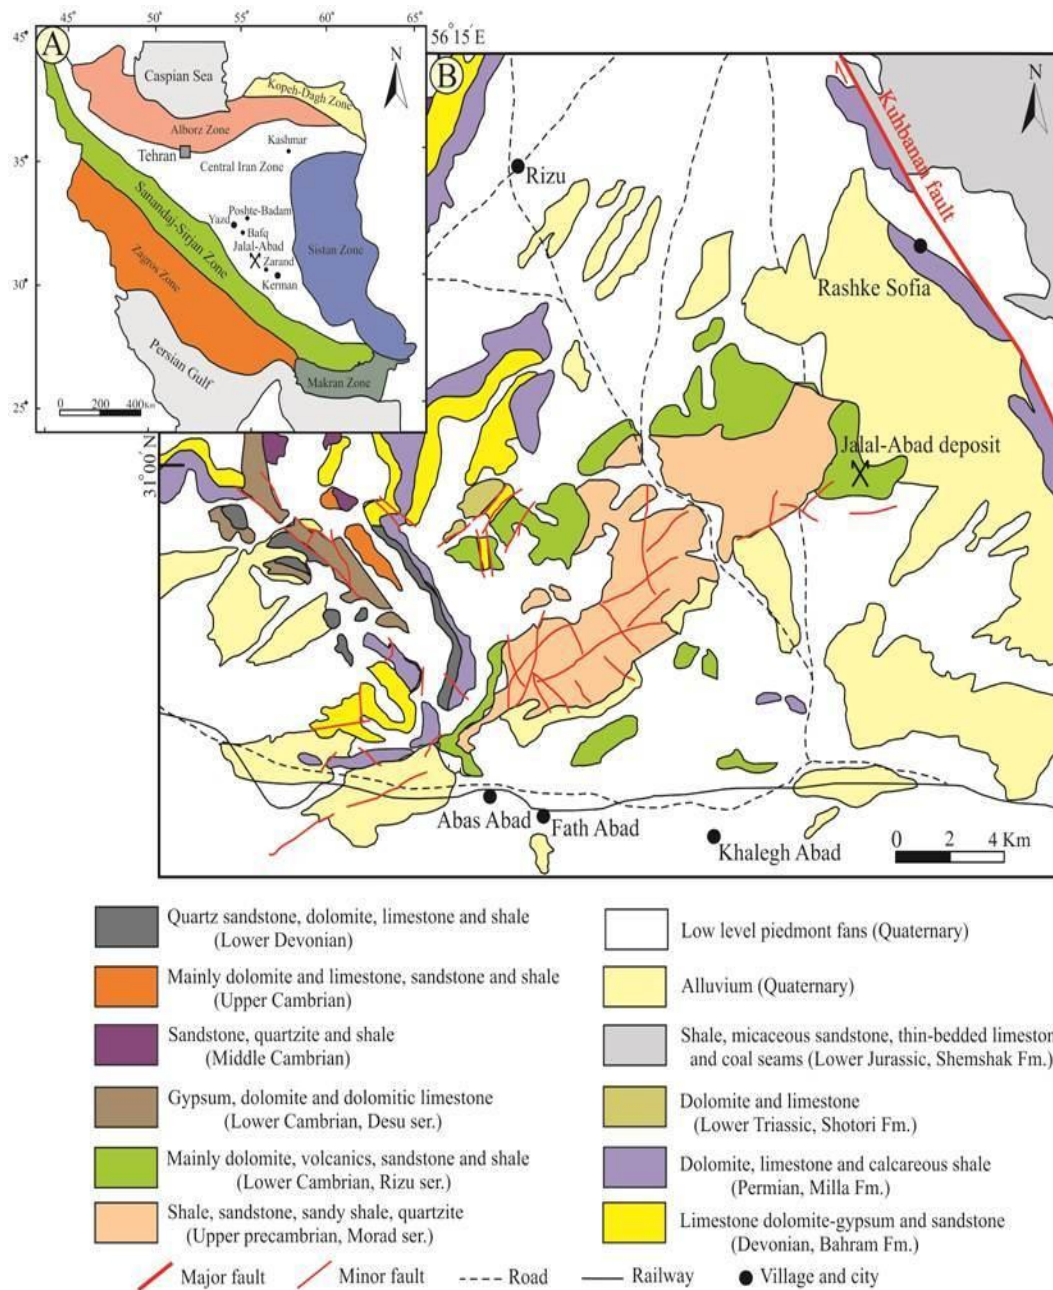 45°
50°
55°
60°
65°
45°
35°
30°
25°
A
N
Caspian Sea
Kopeh-Dagh Zone
Alborz Zone
Tehran
Kashmar
Central Iran Zone
Sanandaj-Sirjan Zone
Poshte-Badam
Yazd
Bafq
Jalal-Abad
Zarand
Kerman
Sistan Zone
Zagros Zone
Persian Gulf
Makran Zone
0 200 400Km
56°15′E
31°00′N
B
N
Kuhbanan fault
Rizu
Rashke Sofia
Jalal-Abad deposit
Abas Abad
Fath Abad
Khalegh Abad
0 2 4 Km
Quartz sandstone, dolomite, limestone and shale
(Lower Devonian)
Mainly dolomite and limestone, sandstone and shale
(Upper Cambrian)
Sandstone, quartzite and shale
(Middle Cambrian)
Gypsum, dolomite and dolomitic limestone
(Lower Cambrian, Desu ser.)
Mainly dolomite, volcanics, sandstone and shale
(Lower Cambrian, Rizu ser.)
Shale, sandstone, sandy shale, quartzite
(Upper precambrian, Morad ser.)
Low level piedmont fans (Quaternary)
Alluvium (Quaternary)
Shale, micaceous sandstone, thin-bedded limeston
and coal seams (Lower Jurassic, Shemshak Fm.)
Dolomite and limestone
(Lower Triassic, Shotori Fm.)
Dolomite, limestone and calcareous shale
(Permian, Milla Fm.)
Limestone dolomite-gypsum and sandstone
(Devonian, Bahram Fm.)
Major fault
Minor fault
Road
Railway
Village and city